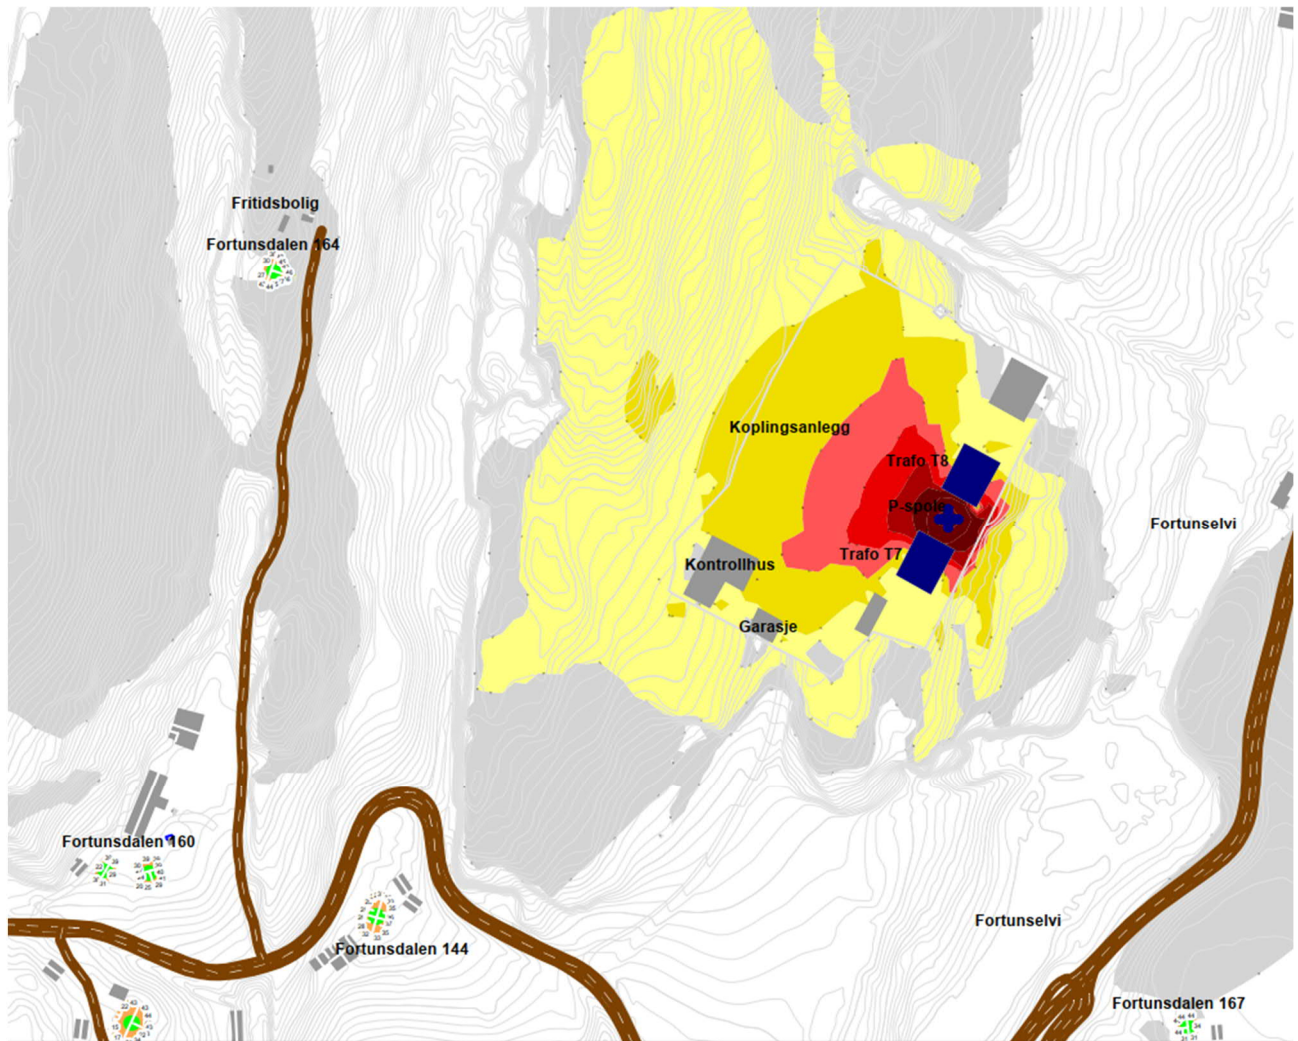 Fritidsbolig
Fortunsdalen 164
Koplingsanlegg
Trafo T8
P-spole
Fortunselvi
Trafo T7
Kontrollhus
Garasje
Fortunsdalen 160
Fortunselvi
Fortunsdalen 144
Fortunsdalen 167